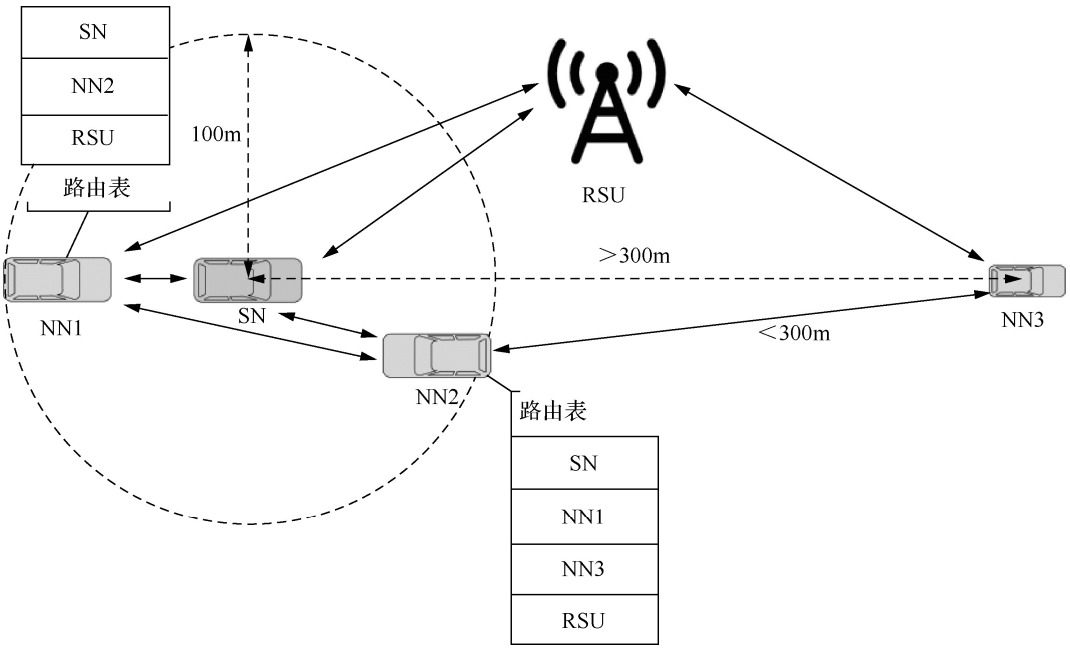 SN
NN2
RSU
路由表
100m
RSU
>300m
NN1
SN
NN3
<300m
NN2
路由表
SN
NN1
NN3
RSU